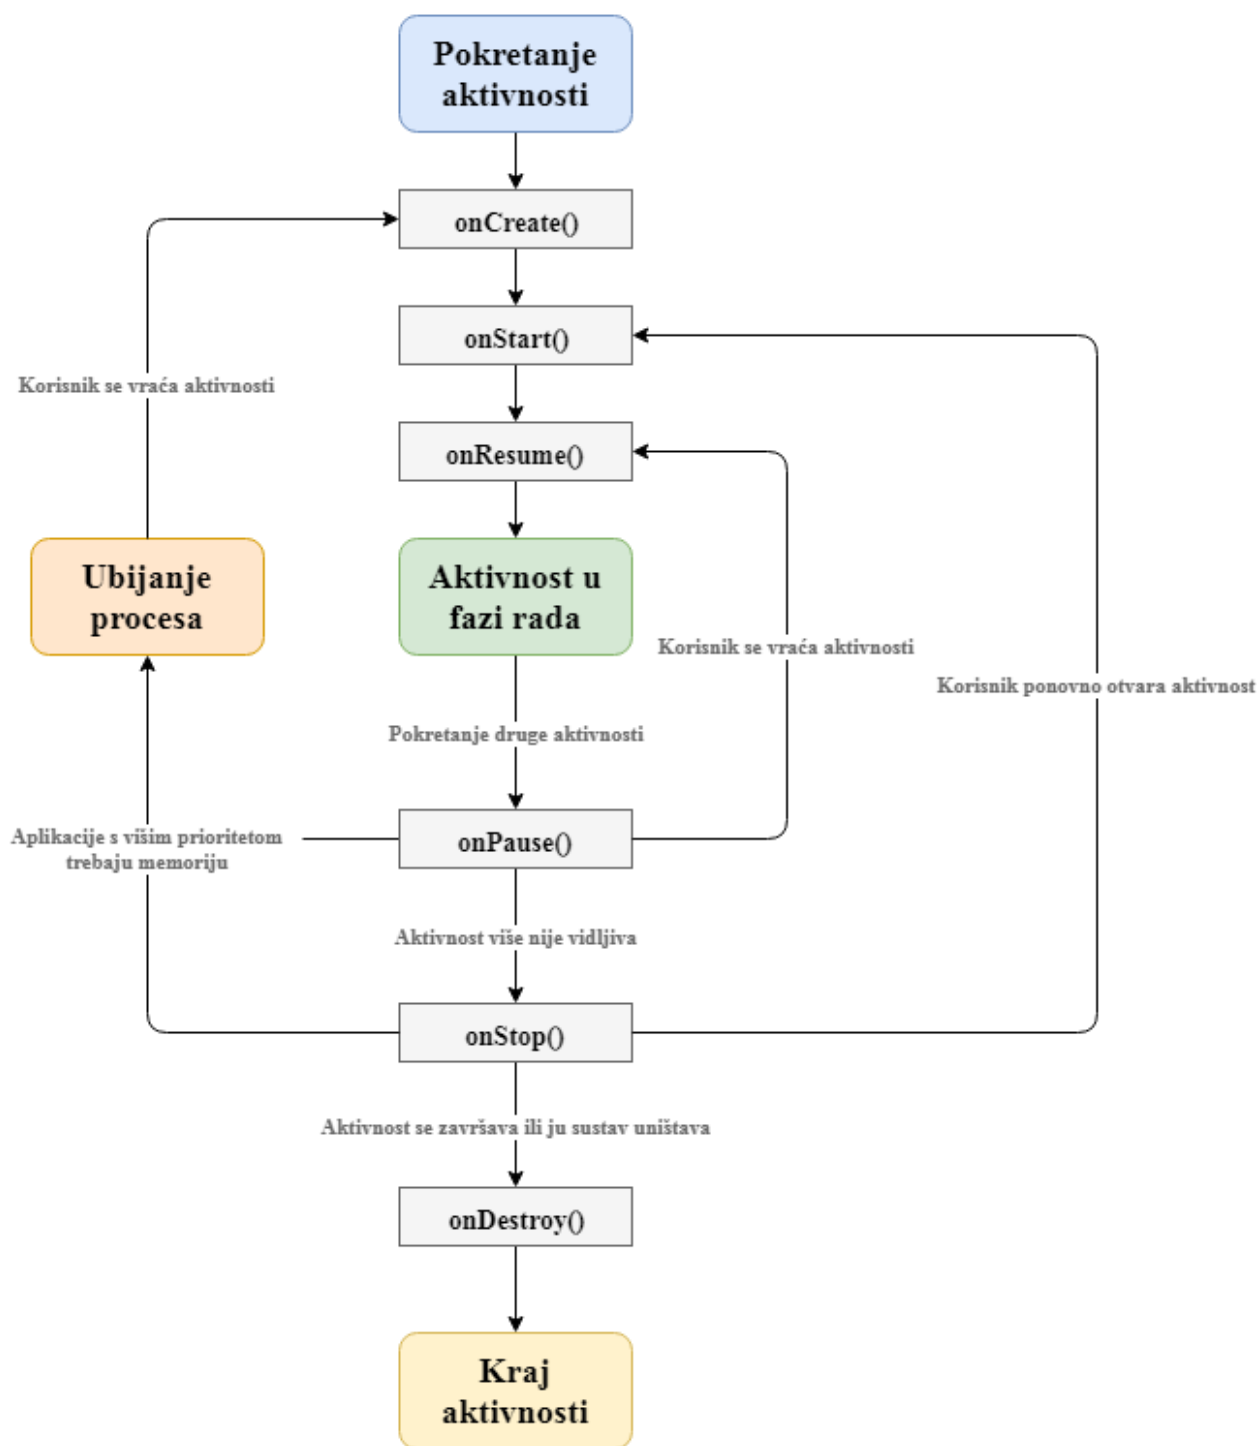 Pokretanje
aktivnosti
onCreate()
onStart()
Korisnik se vraća aktivnosti
onResume()
Ubijanje
procesa
Aktivnost u
fazi rada
Korisnik se vraća aktivnosti
Korisnik ponovno otvara aktivnost
Pokretanje druge aktivnosti
Aplikacije s višim prioritetom
trebaju memoriju
onPause()
Aktivnost više nije vidljiva
onStop()
Aktivnost se završava ili ju sustav uništava
onDestroy()
Kraj
aktivnosti